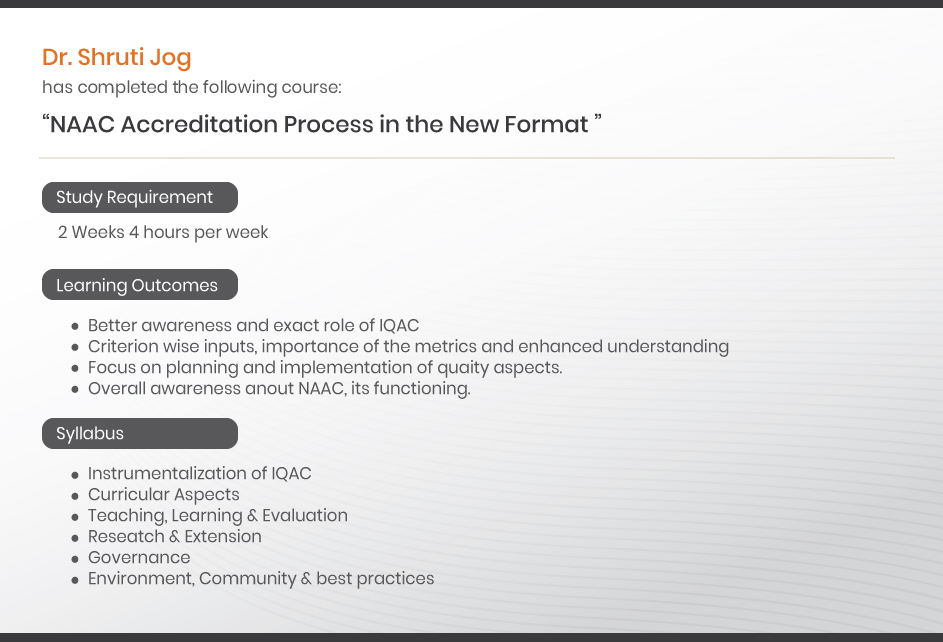 Dr. Shruti Jog
has completed the following course:
“NAAC Accreditation Process in the New Format ”
Study Requirement
2 Weeks 4 hours per week
Learning Outcomes
● Better awareness and exact role of IQAC
● Criterion wise inputs, importance of the metrics and enhanced understanding
● Focus on planning and implementation of quaity aspects.
● Overall awareness anout NAAC, its functioning.
Syllabus
● Instrumentalization of IQAC
● Curricular Aspects
● Teaching, Learning & Evaluation
● Reseatch & Extension
● Governance
● Environment, Community & best practices